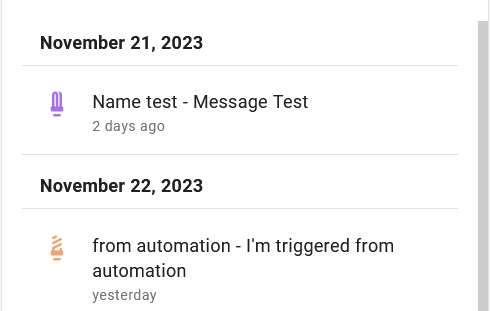 November 21, 2023
Name test - Message Test
2 days ago
November 22, 2023
from automation - I'm triggered from
automation
yesterday